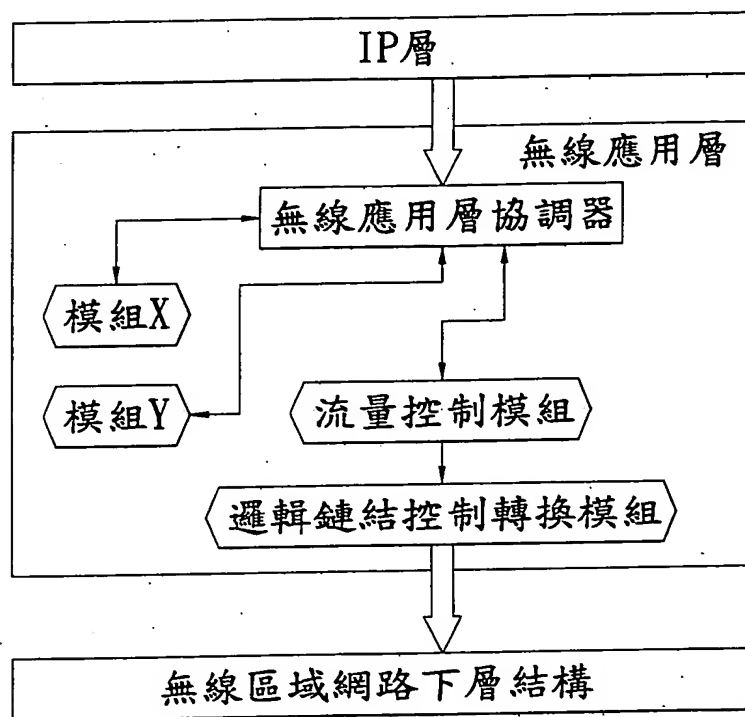 IP層
無線應用層
無線應用層協調器
模組X
模組Y
流量控制模組
邏輯鏈結控制轉換模組
無線區域網路下層結構